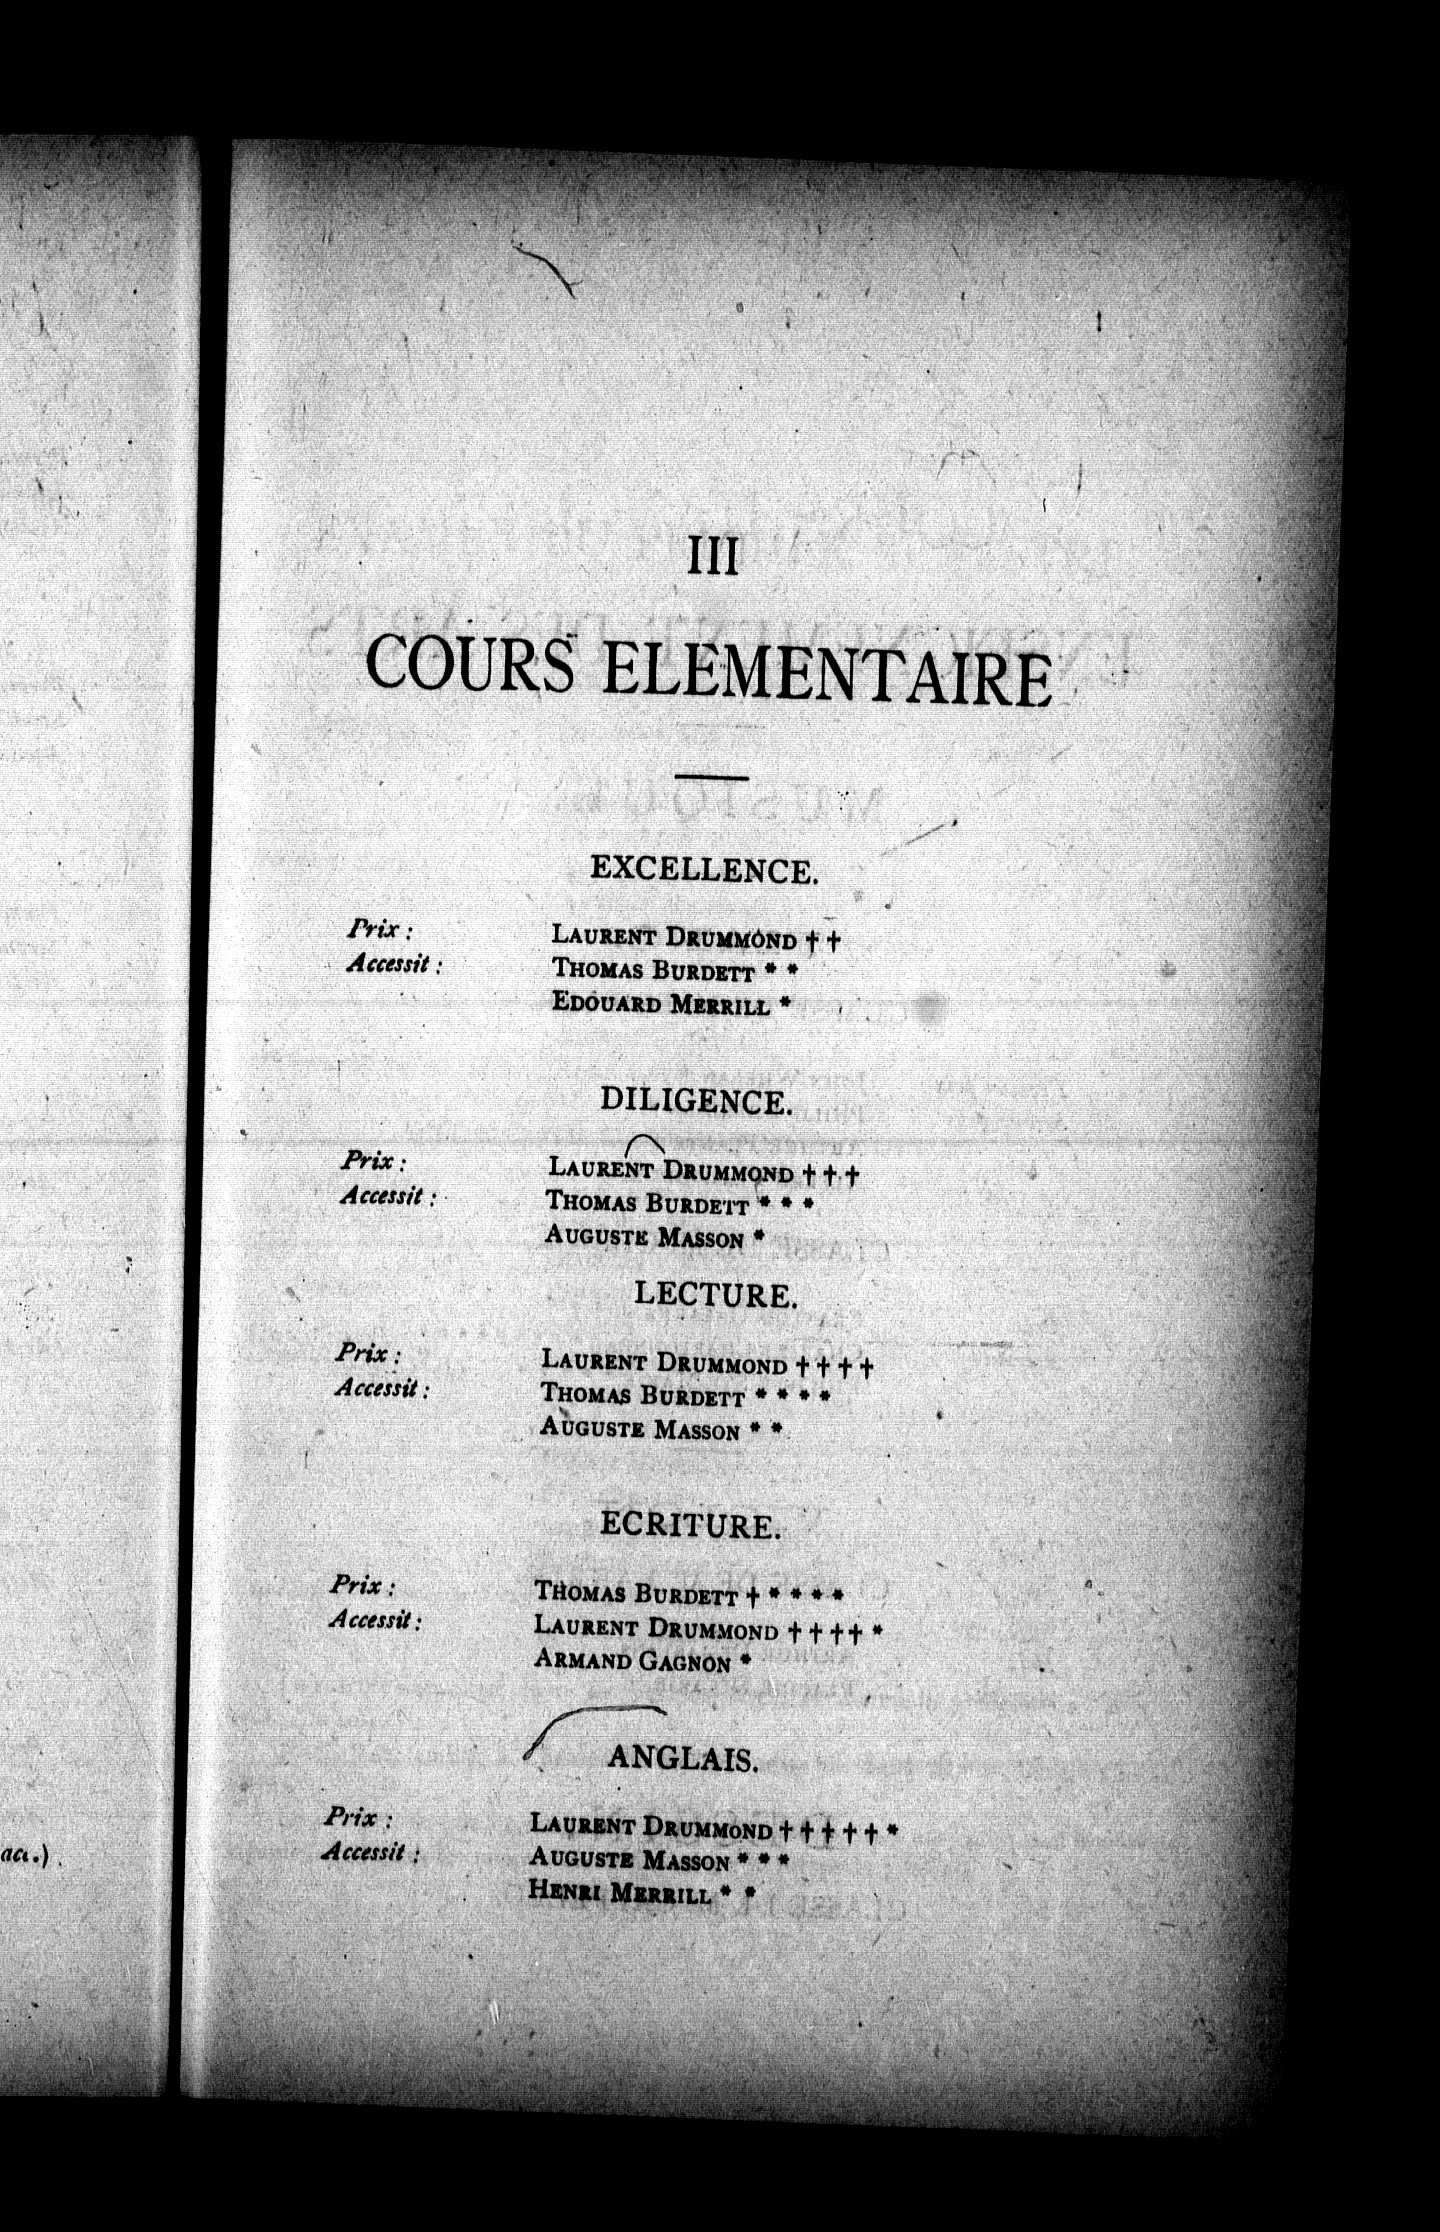 III
COURS ELEMENTAIRE
EXCELLENCE.
Prix : LAURENT DRUMMOND † †
Accessit : THOMAS BURDETT * *
EDOUARD MERRILL *
DILIGENCE.
Prix : LAURENT DRUMMOND † † †
Accessit : THOMAS BURDETT * * *
AUGUSTE MASSON *
LECTURE.
Prix : LAURENT DRUMMOND † † † †
Accessit : THOMAS BURDETT * * * *
AUGUSTE MASSON * *
ECRITURE.
Prix : THOMAS BURDETT † * * * *
Accessit : LAURENT DRUMMOND † † † † *
ARMAND GAGNON *
ANGLAIS.
Prix : LAURENT DRUMMOND † † † † † *
Accessit : AUGUSTE MASSON * * *
HENRI MERRILL * *